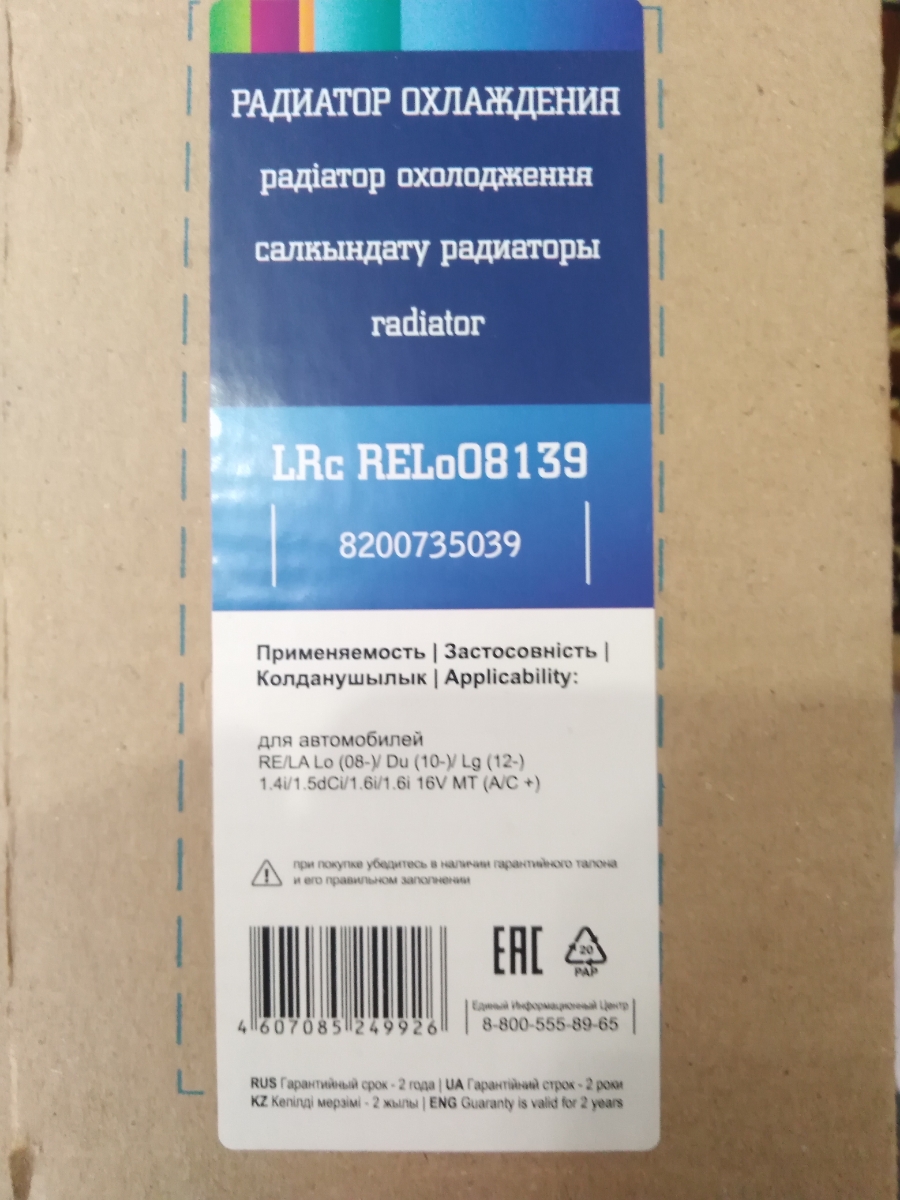 РАДИАТОР ОХЛАЖДЕНИЯ
радіатор охолодження
салкындату радиаторы
radiator
LRc RELo08139
8200735039
Применяемость | Застосовність |
Колданушылык | Applicability:
для автомобилей
RE/LA Lo (08-)/ Du (10-)/ Lg (12-)
1.4i/1.5dCi/1.6i/1.6i 16V MT (A/C +)
при покупке убедитесь в наличии гарантийного талона
и его правильном заполнении
EAC
20
PAP
Единый Информационный Центр
8-800-555-89-65
4 607085 249926
RUS Гарантийный срок - 2 года | UA Гарантійний строк - 2 роки
KZ Кепілді мерзімі - 2 жылы | ENG Guaranty is valid for 2 years